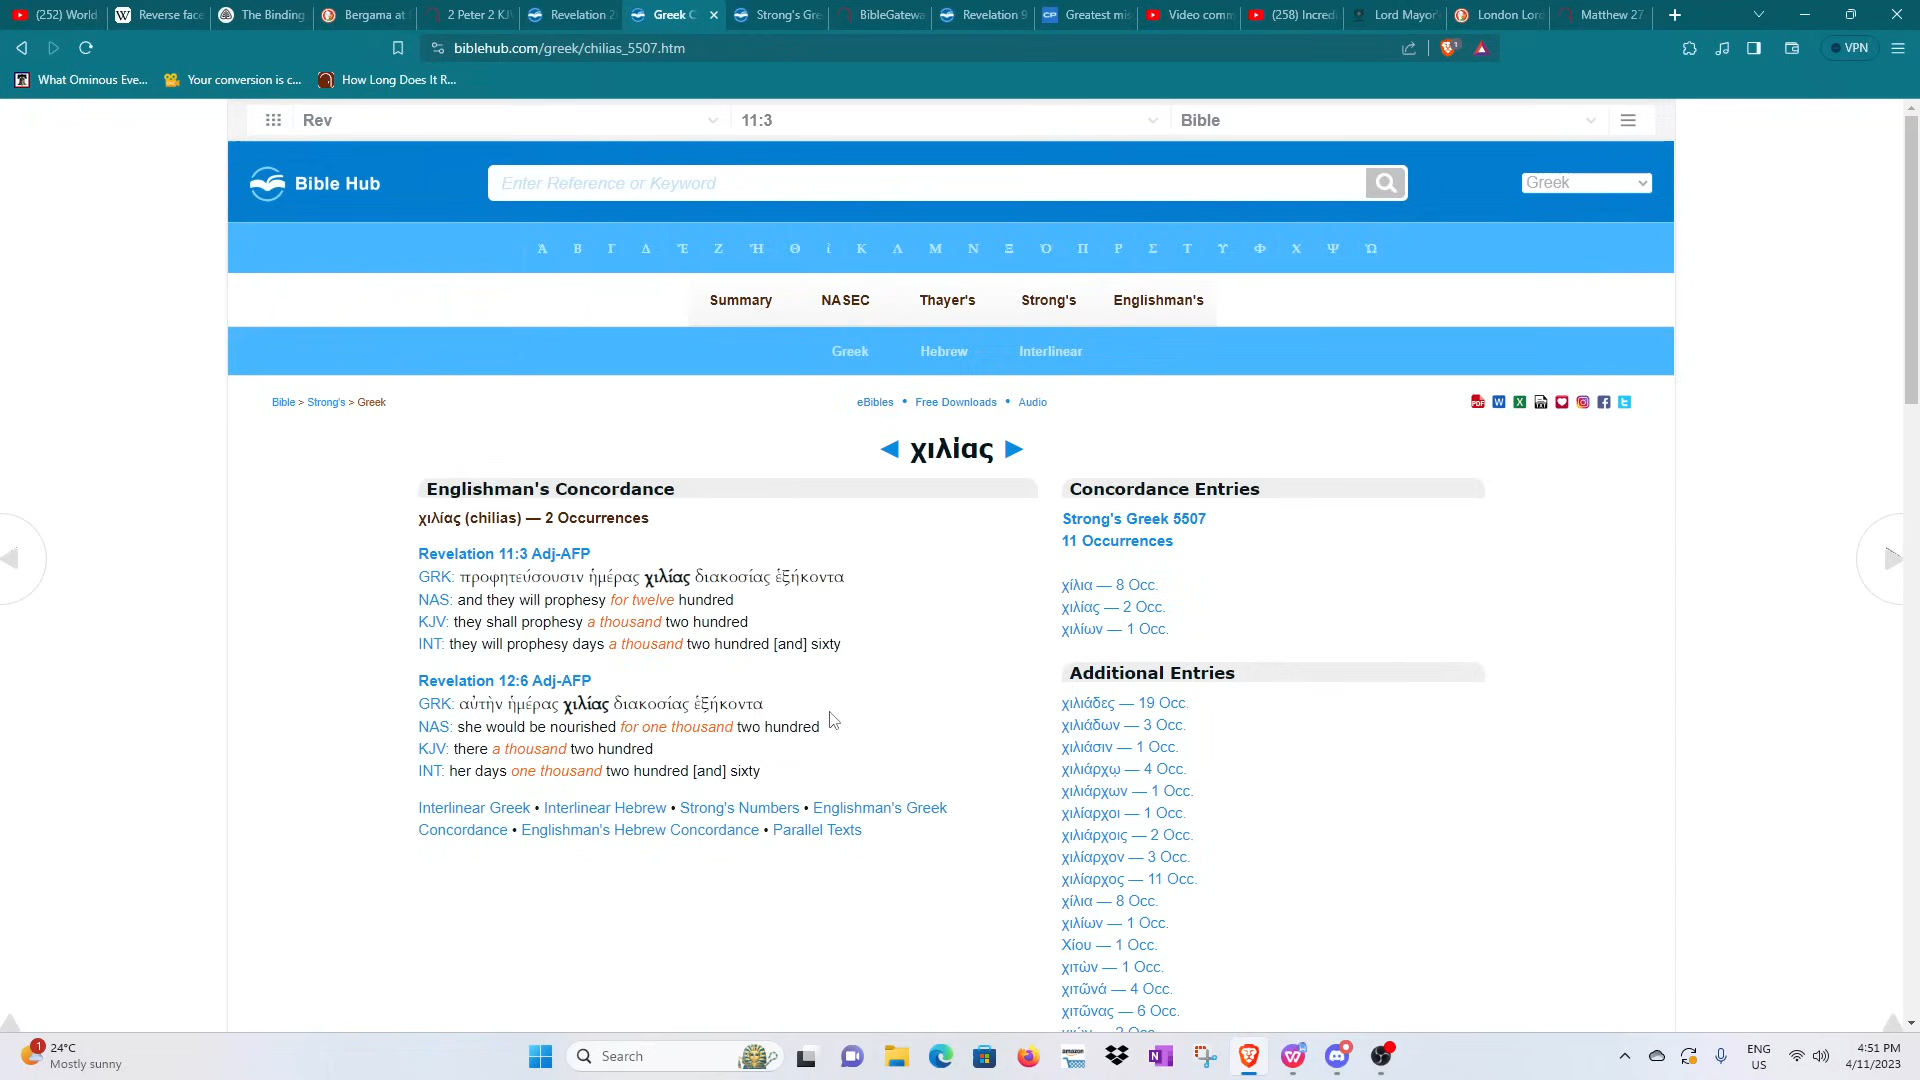 (252) World
Reverse face
The Binding
Bergama at
2 Peter 2 KJ
Revelation 2
Greek C
Strong's Gre
BibleGatewa
Revelation 9
Greatest mi
Video comm
(258) Incred
Lord Mayor'
London Lor
Matthew 27
biblehub.com/greek/chilias_5507.htm
VPN
What Ominous Eve...
Your conversion is c...
How Long Does It R...
Rev
11:3
Bible
Bible Hub
Enter Reference or Keyword
Greek
Ἀ Β Γ Δ Ἐ Ζ Ἡ Θ ἰ Κ Λ Μ Ν Ξ Ὀ Π Ρ Σ Τ Υ Φ Χ Ψ Ὠ
Summary NASEC Thayer's Strong's Englishman's
Greek Hebrew Interlinear
Bible > Strong's > Greek
eBibles • Free Downloads • Audio
◄ χιλίας ►
Englishman's Concordance
χιλίας (chilias) — 2 Occurrences
Revelation 11:3 Adj-AFP
GRK: προφητεύσουσιν ἡμέρας χιλίας διακοσίας ἑξήκοντα
NAS: and they will prophesy for twelve hundred
KJV: they shall prophesy a thousand two hundred
INT: they will prophesy days a thousand two hundred [and] sixty
Revelation 12:6 Adj-AFP
GRK: αὐτὴν ἡμέρας χιλίας διακοσίας ἑξήκοντα
NAS: she would be nourished for one thousand two hundred
KJV: there a thousand two hundred
INT: her days one thousand two hundred [and] sixty
Interlinear Greek • Interlinear Hebrew • Strong's Numbers • Englishman's Greek
Concordance • Englishman's Hebrew Concordance • Parallel Texts
Concordance Entries
Strong's Greek 5507
11 Occurrences
χίλια — 8 Occ.
χιλίας — 2 Occ.
χιλίων — 1 Occ.
Additional Entries
χιλιάδες — 19 Occ.
χιλιάδων — 3 Occ.
χιλιάσιν — 1 Occ.
χιλιάρχῳ — 4 Occ.
χιλιάρχων — 1 Occ.
χιλίαρχοι — 1 Occ.
χιλιάρχοις — 2 Occ.
χιλίαρχον — 3 Occ.
χιλίαρχος — 11 Occ.
χίλια — 8 Occ.
χιλίων — 1 Occ.
Χίου — 1 Occ.
χιτὼν — 1 Occ.
χιτῶνά — 4 Occ.
χιτῶνας — 6 Occ.
24°C
Mostly sunny
Search
ENG
US
4:51 PM
4/11/2023